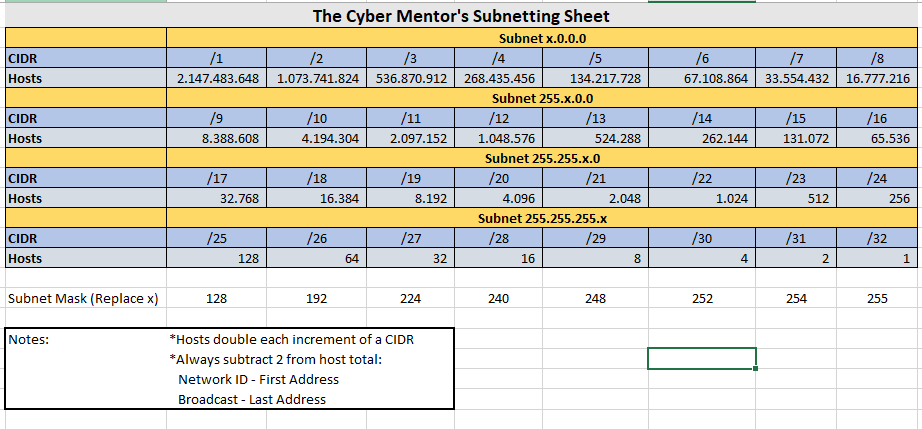 The Cyber Mentor's Subnetting Sheet
Subnet x.0.0.0
CIDR /1 /2 /3 /4 /5 /6 /7 /8
Hosts 2.147.483.648 1.073.741.824 536.870.912 268.435.456 134.217.728 67.108.864 33.554.432 16.777.216
Subnet 255.x.0.0
CIDR /9 /10 /11 /12 /13 /14 /15 /16
Hosts 8.388.608 4.194.304 2.097.152 1.048.576 524.288 262.144 131.072 65.536
Subnet 255.255.x.0
CIDR /17 /18 /19 /20 /21 /22 /23 /24
Hosts 32.768 16.384 8.192 4.096 2.048 1.024 512 256
Subnet 255.255.255.x
CIDR /25 /26 /27 /28 /29 /30 /31 /32
Hosts 128 64 32 16 8 4 2 1
Subnet Mask (Replace x) 128 192 224 240 248 252 254 255
Notes: *Hosts double each increment of a CIDR
*Always subtract 2 from host total:
Network ID - First Address
Broadcast - Last Address